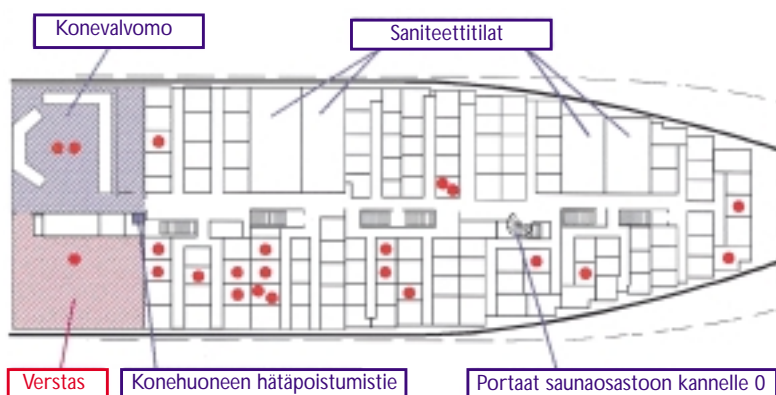 Konevalvomo
Saniteettitilat
Verstas
Konehuoneen hätäpoistumistie
Portaat saunaosastoon kannelle 0